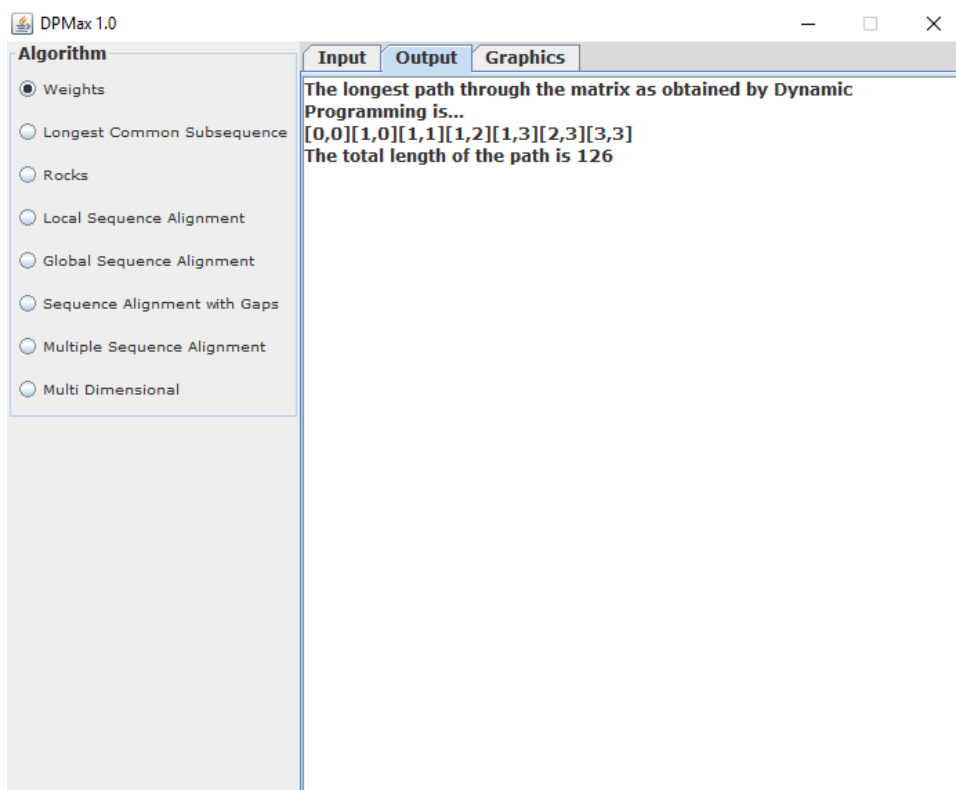 DPMax 1.0
Algorithm
Weights
Longest Common Subsequence
Rocks
Local Sequence Alignment
Global Sequence Alignment
Sequence Alignment with Gaps
Multiple Sequence Alignment
Multi Dimensional
Input Output Graphics
The longest path through the matrix as obtained by Dynamic
Programming is...
[0,0][1,0][1,1][1,2][1,3][2,3][3,3]
The total length of the path is 126